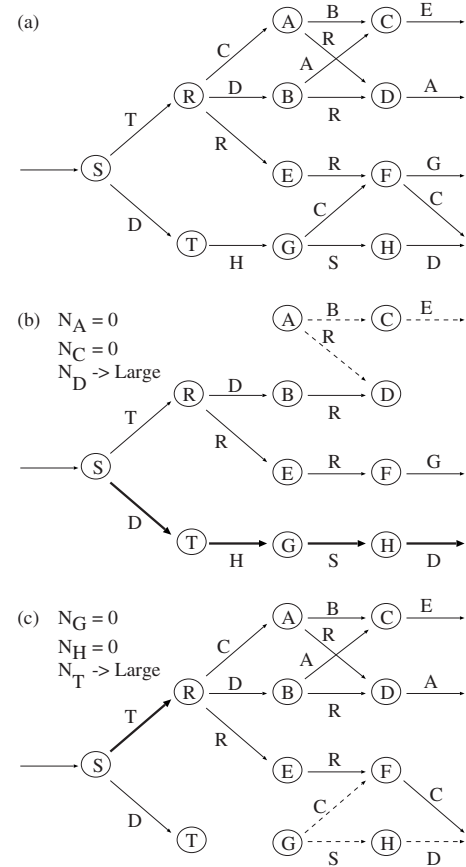 (a)
A B C E
C R
T R D B A D A
R
S R E R F G
D C C
T H G S H D
(b) N_A = 0
N_C = 0
N_D -> Large
A B C E
R
T R D B R D
S R E R F G
D T H G S H D
(c) N_G = 0
N_H = 0
N_T -> Large
A B C E
C R
T R D B A D A
R
S R E R F
D C C
T G S H D